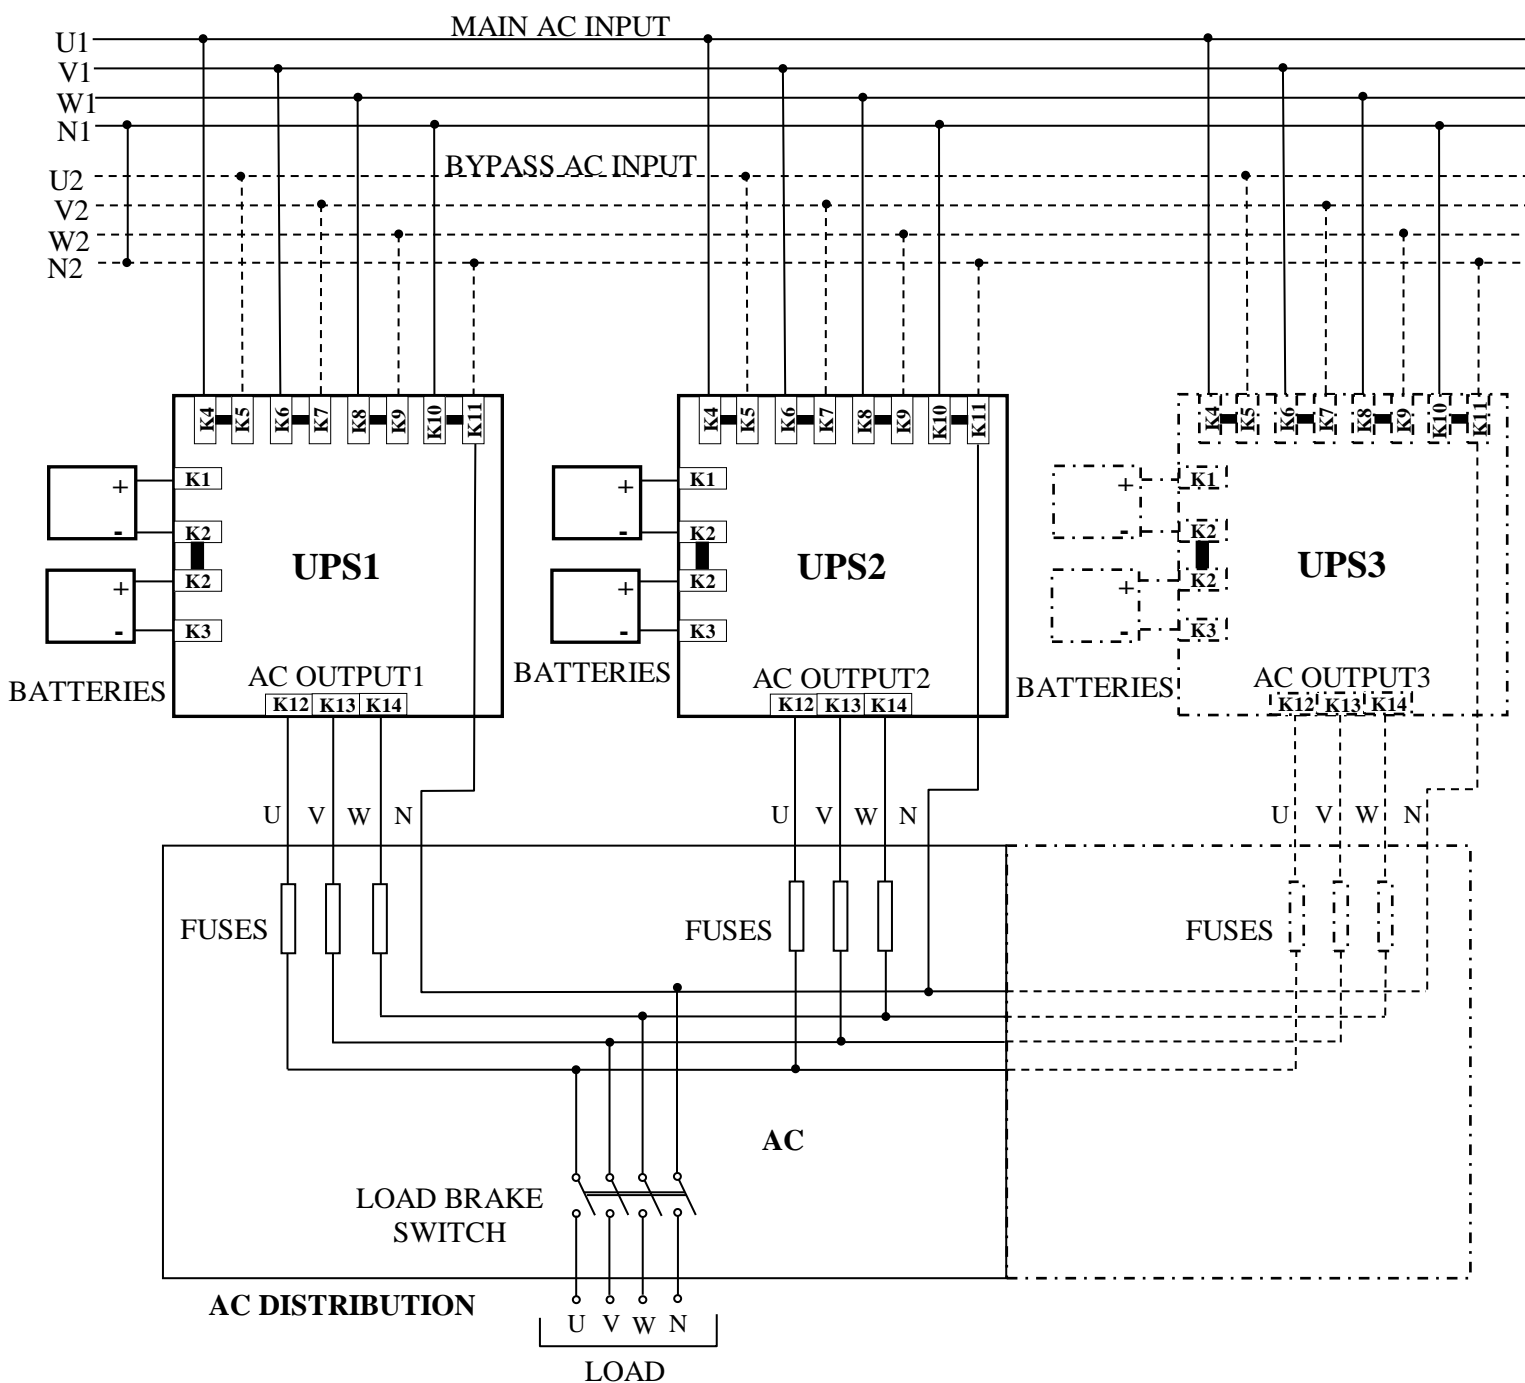 MAIN AC INPUT
U1
V1
W1
N1
BYPASS AC INPUT
U2
V2
W2
N2
K4 K5 K6 K7 K8 K9 K10 K11
K4 K5 K6 K7 K8 K9 K10 K11
K4 K5 K6 K7 K8 K9 K10 K11
+ K1
- K2
+ K2
- K3
UPS1
BATTERIES
AC OUTPUT1
K12 K13 K14
+ K1
- K2
+ K2
- K3
UPS2
BATTERIES
AC OUTPUT2
K12 K13 K14
+ K1
- K2
+ K2
- K3
UPS3
BATTERIES
AC OUTPUT3
K12 K13 K14
U V W N
U V W N
U V W N
FUSES
FUSES
FUSES
AC
LOAD BRAKE
SWITCH
AC DISTRIBUTION
U V W N
LOAD